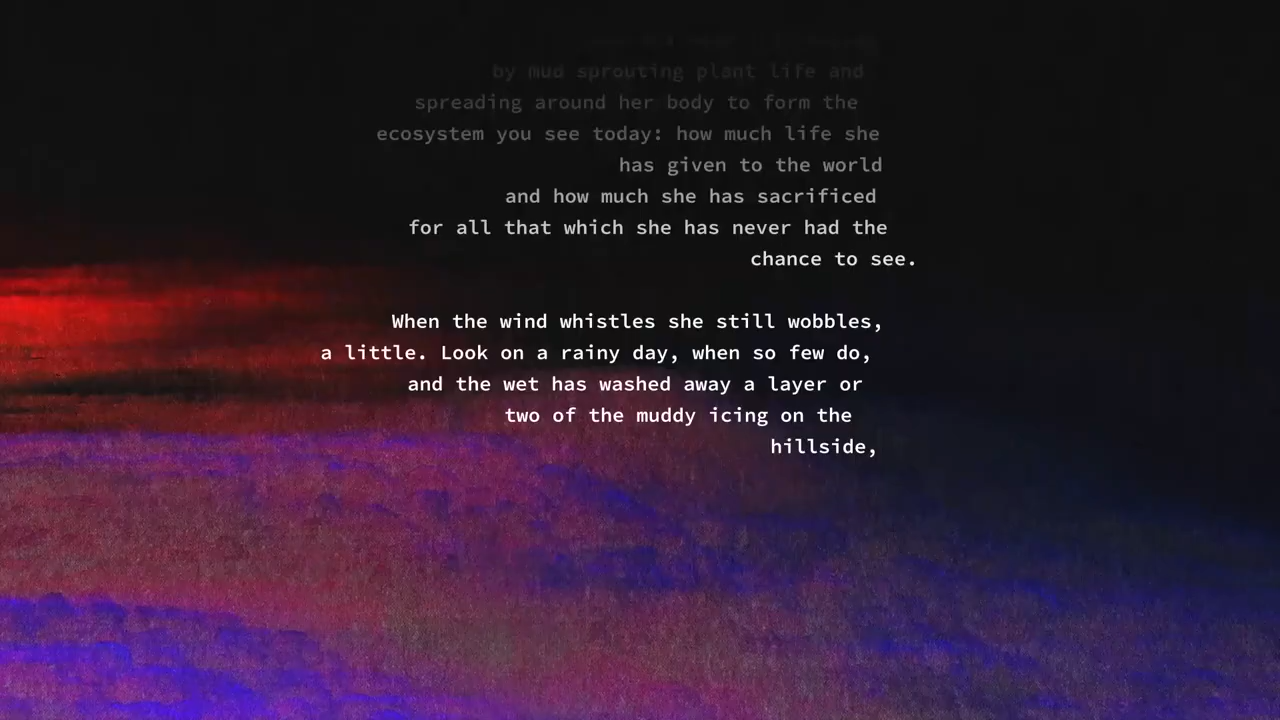 by mud sprouting plant life and
spreading around her body to form the
ecosystem you see today: how much life she
has given to the world
and how much she has sacrificed
for all that which she has never had the
chance to see.
When the wind whistles she still wobbles,
a little. Look on a rainy day, when so few do,
and the wet has washed away a layer or
two of the muddy icing on the
hillside,